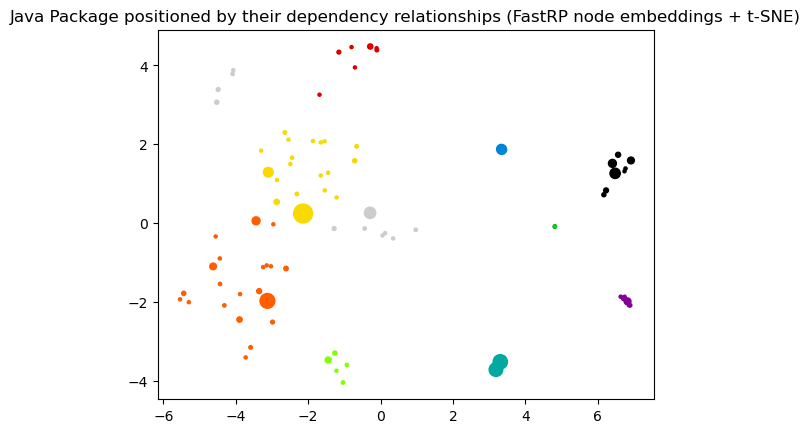 Java Package positioned by their dependency relationships (FastRP node embeddings + t-SNE)
4
2
0
−2
−4
−6 −4 −2 0 2 4 6